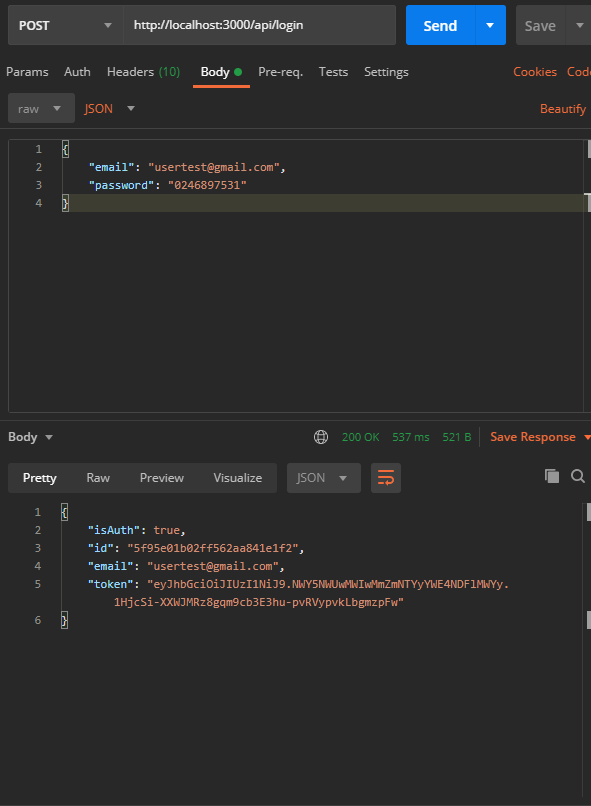 POST http://localhost:3000/api/login Send Save
Params Auth Headers (10) Body Pre-req. Tests Settings Cookies Code
raw JSON Beautify
1 {
2 "email": "usertest@gmail.com",
3 "password": "0246897531"
4 }
Body 200 OK 537 ms 521 B Save Response
Pretty Raw Preview Visualize JSON
1 {
2 "isAuth": true,
3 "id": "5f95e01b02ff562aa841e1f2",
4 "email": "usertest@gmail.com",
5 "token": "eyJhbGciOiJIUzI1NiJ9.NWY5NWUwMWIwMmZmNTYyYWE4NDFlMWYy.
1HjcSi-XXWJMRz8gqm9cb3E3hu-pvRVypvkLbgmzpFw"
6 }